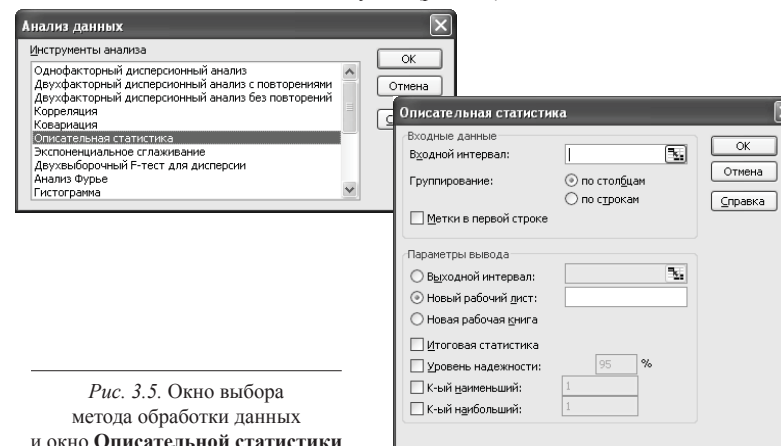 Анализ данных
Инструменты анализа
Однофакторный дисперсионный анализ
Двухфакторный дисперсионный анализ с повторениями
Двухфакторный дисперсионный анализ без повторений
Корреляция
Ковариация
Описательная статистика
Экспоненциальное сглаживание
Двухвыборочный F-тест для дисперсии
Анализ Фурье
Гистограмма
ОК
Отмена
Описательная статистика
Входные данные
Входной интервал:
Группирование:
по столбцам
по строкам
Метки в первой строке
ОК
Отмена
Справка
Параметры вывода
Выходной интервал:
Новый рабочий лист:
Новая рабочая книга
Итоговая статистика
Уровень надежности: 95 %
К-ый наименьший: 1
К-ый наибольший: 1
Рис. 3.5. Окно выбора
метода обработки данных
и окно Описательной статистики